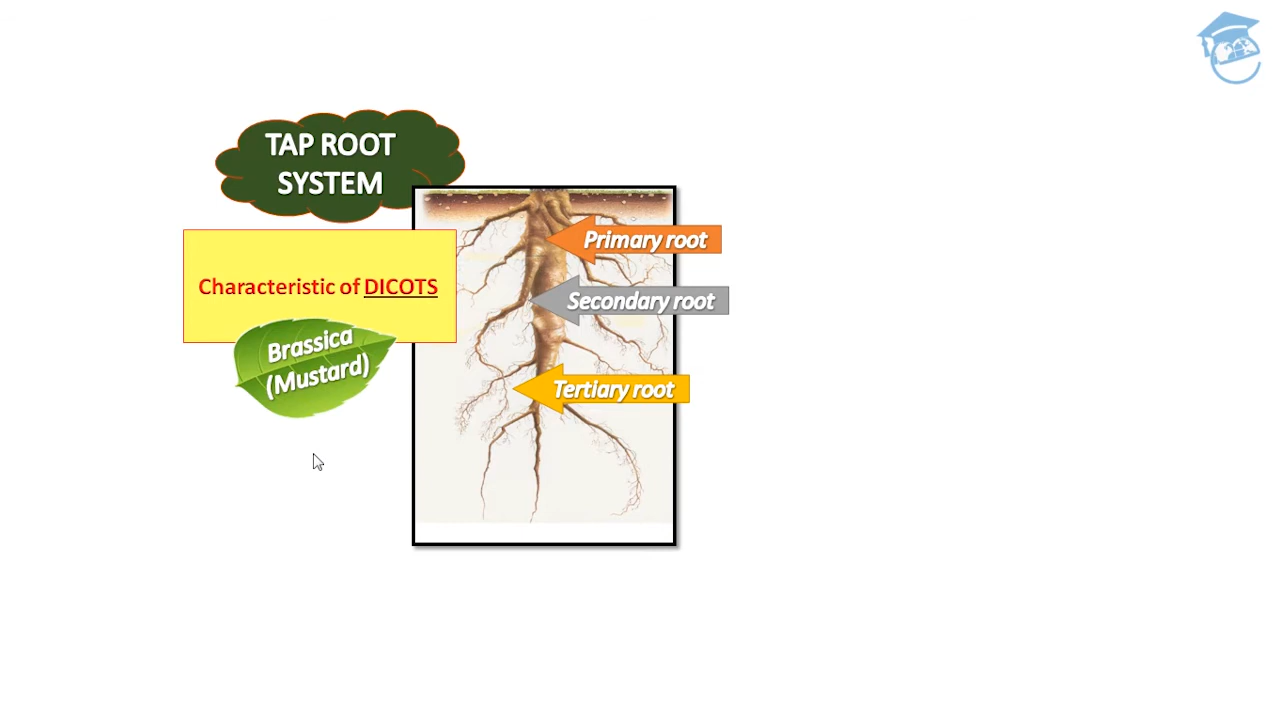 TAP ROOT
SYSTEM
Characteristic of DICOTS
Brassica
(Mustard)
Primary root
Secondary root
Tertiary root